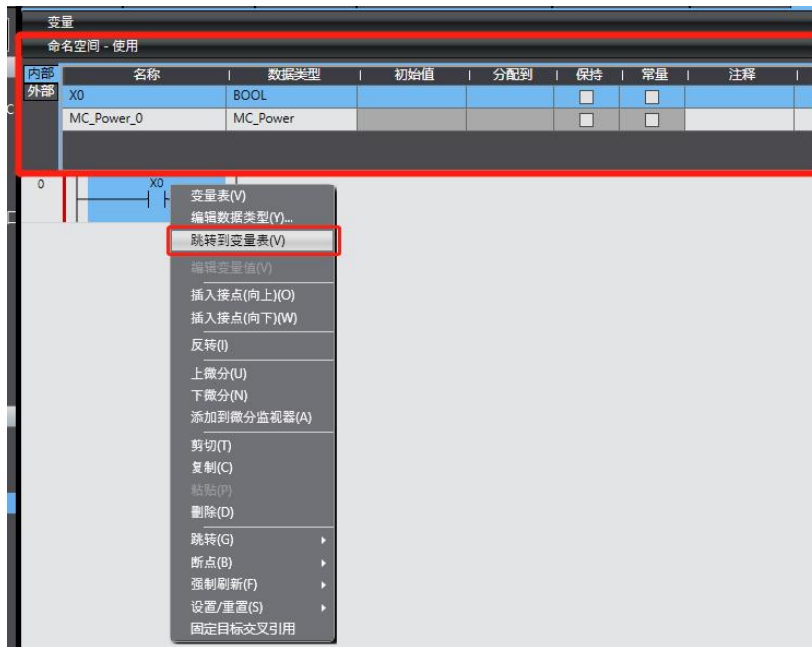 变量
命名空间 - 使用
内部 名称 数据类型 初始值 分配到 保持 常量 注释
外部 X0 BOOL
MC_Power_0 MC_Power
0 X0
变量表(V)
编辑数据类型(Y)...
跳转到变量表(V)
编辑变量值(V)
插入接点(向上)(O)
插入接点(向下)(W)
反转(I)
上微分(U)
下微分(N)
添加到微分监视器(A)
剪切(T)
复制(C)
粘贴(P)
删除(D)
跳转(G)
断点(B)
强制刷新(F)
设置/重置(S)
固定目标交叉引用